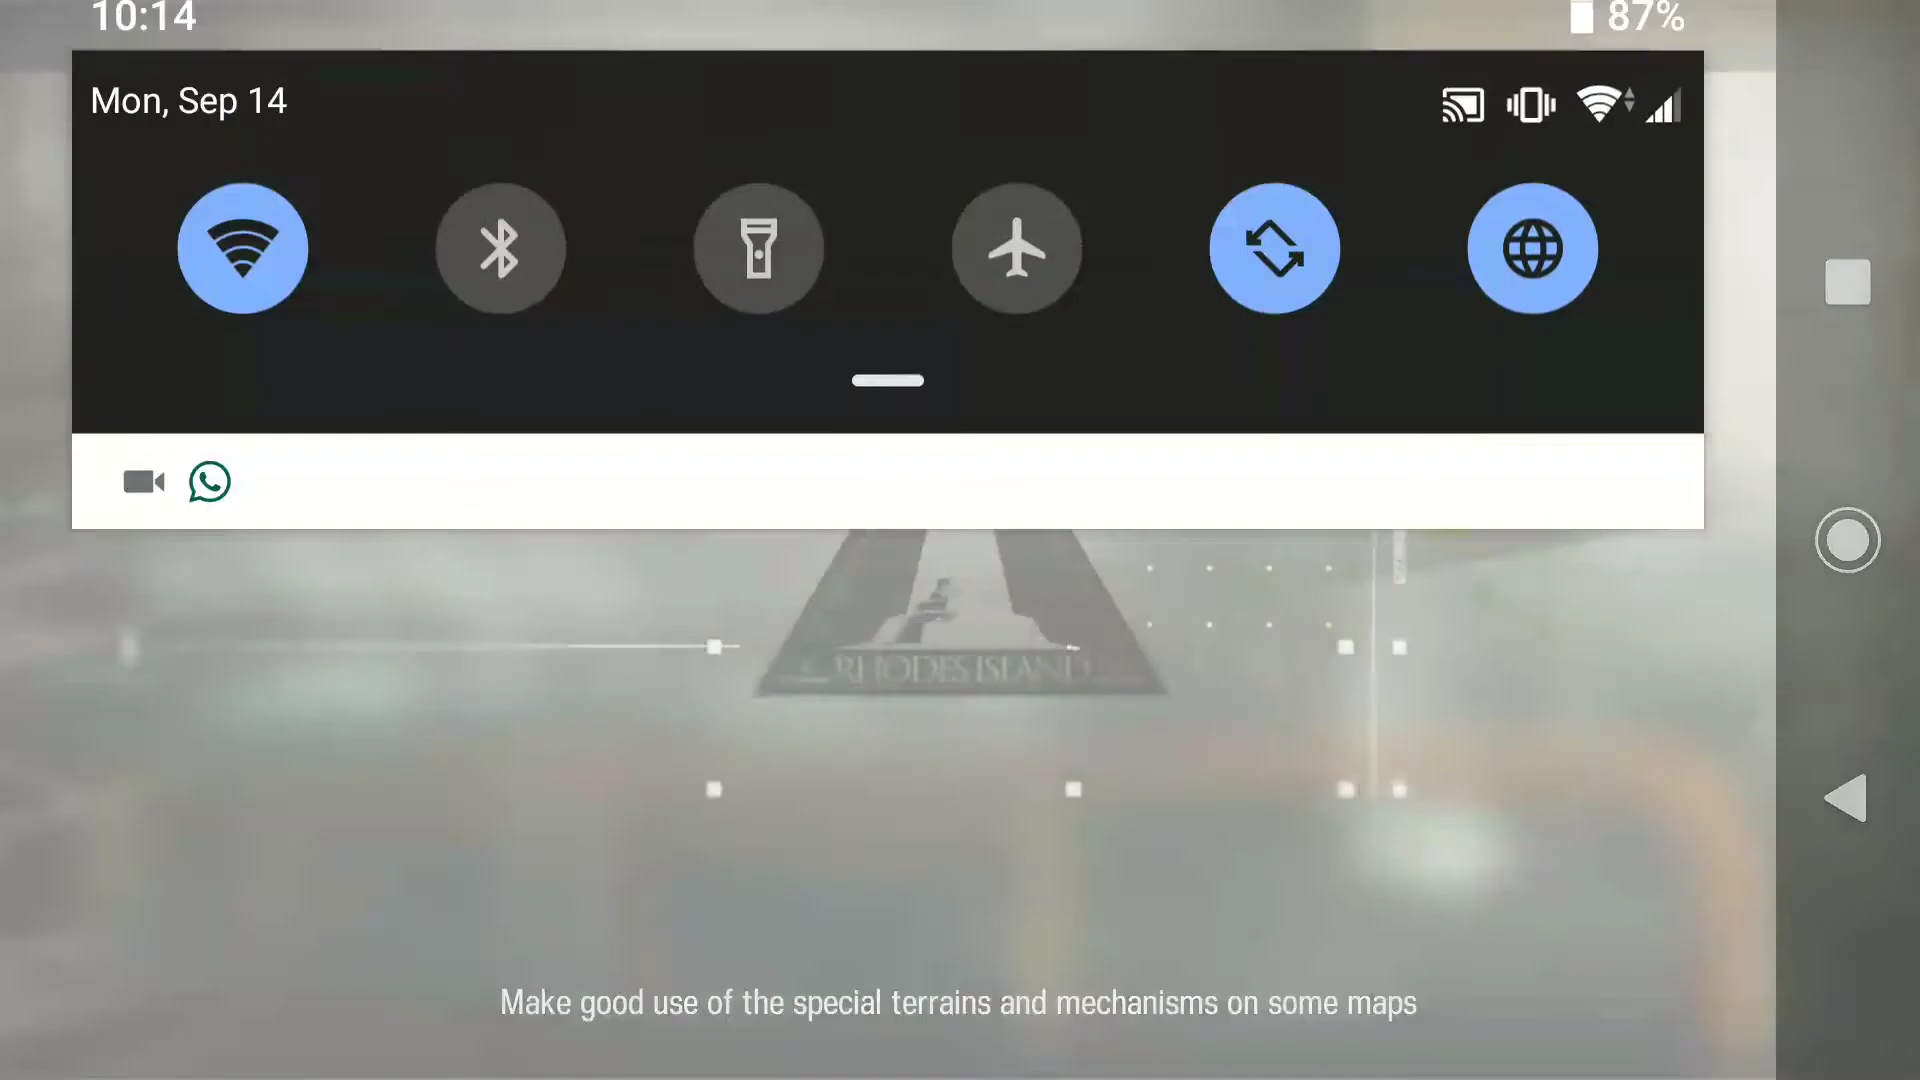 10:14
87%
Mon, Sep 14
RHODES ISLAND
Make good use of the special terrains and mechanisms on some maps